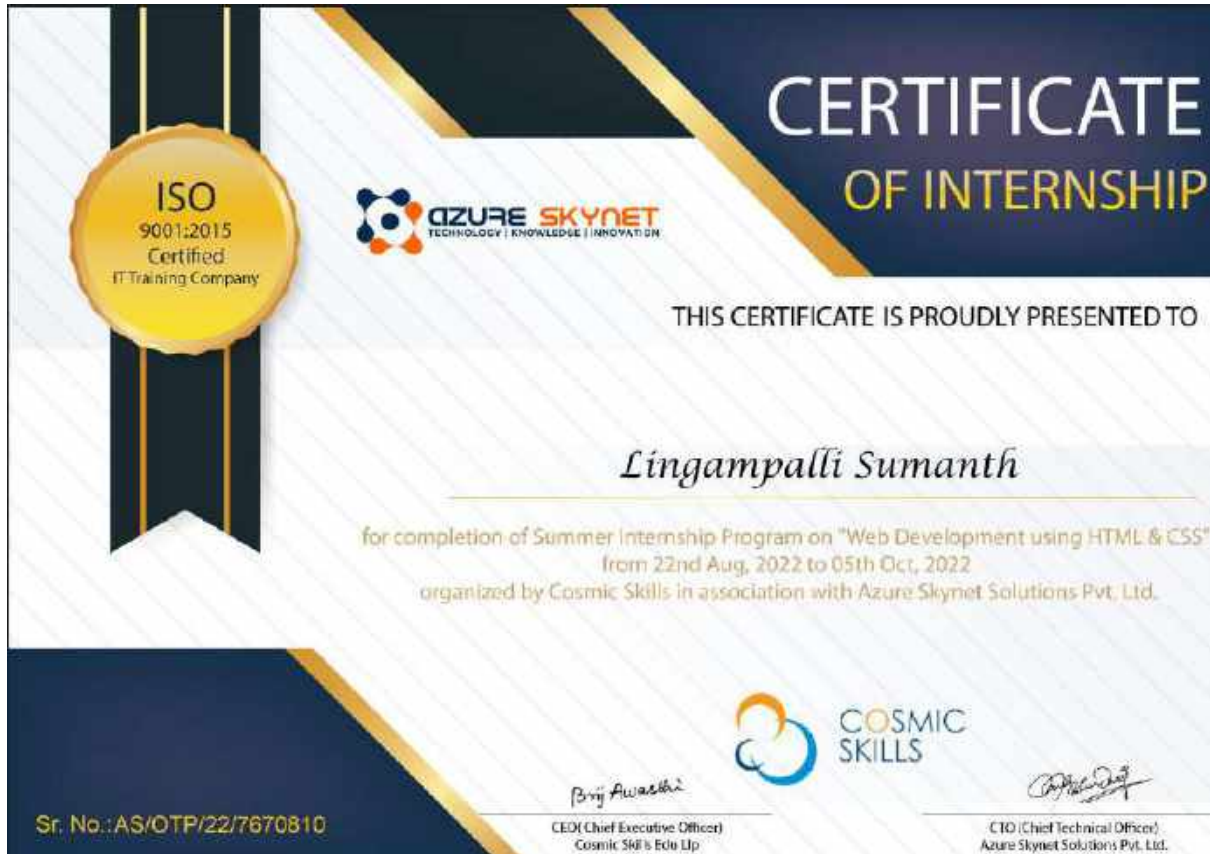 CERTIFICATE
OF INTERNSHIP
ISO
9001:2015
Certified
IT Training Company
AZURE SKYNET
TECHNOLOGY | KNOWLEDGE | INNOVATION
THIS CERTIFICATE IS PROUDLY PRESENTED TO
Lingampalli Sumanth
for completion of Summer Internship Program on "Web Development using HTML & CSS"
from 22nd Aug, 2022 to 05th Oct, 2022
organized by Cosmic Skills in association with Azure Skynet Solutions Pvt. Ltd.
COSMIC
SKILLS
Brij Awasthi
CEO( Chief Executive Officer)
Cosmic Skills Edu Llp
CTO (Chief Technical Officer)
Azure Skynet Solutions Pvt. Ltd.
Sr. No.:AS/OTP/22/7670810